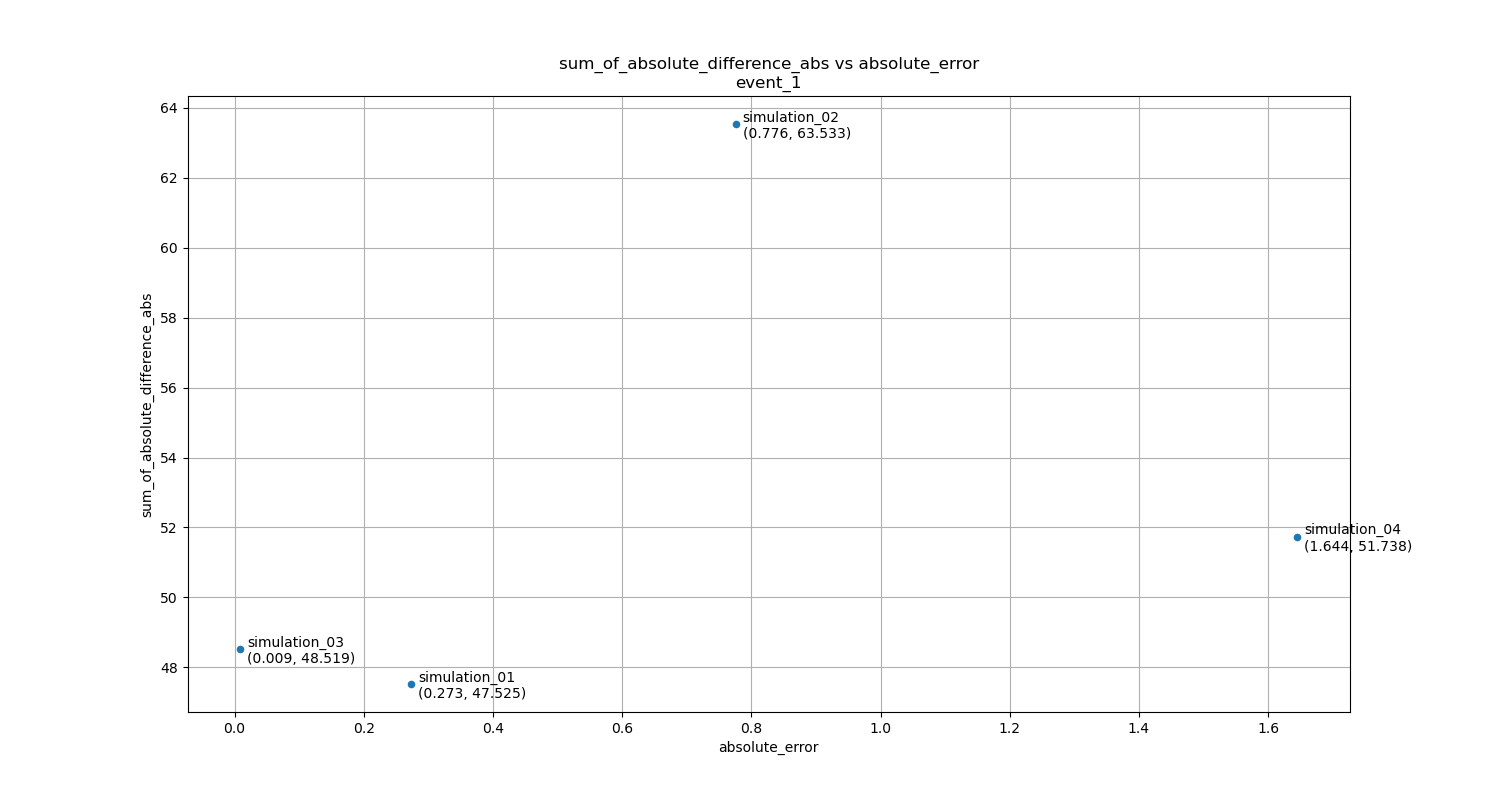 sum_of_absolute_difference_abs vs absolute_error
event_1
64
62
60
58
56
54
52
50
48
sum_of_absolute_difference_abs
simulation_02
(0.776, 63.533)
simulation_04
(1.644, 51.738)
simulation_03
(0.009, 48.519)
simulation_01
(0.273, 47.525)
0.0 0.2 0.4 0.6 0.8 1.0 1.2 1.4 1.6
absolute_error